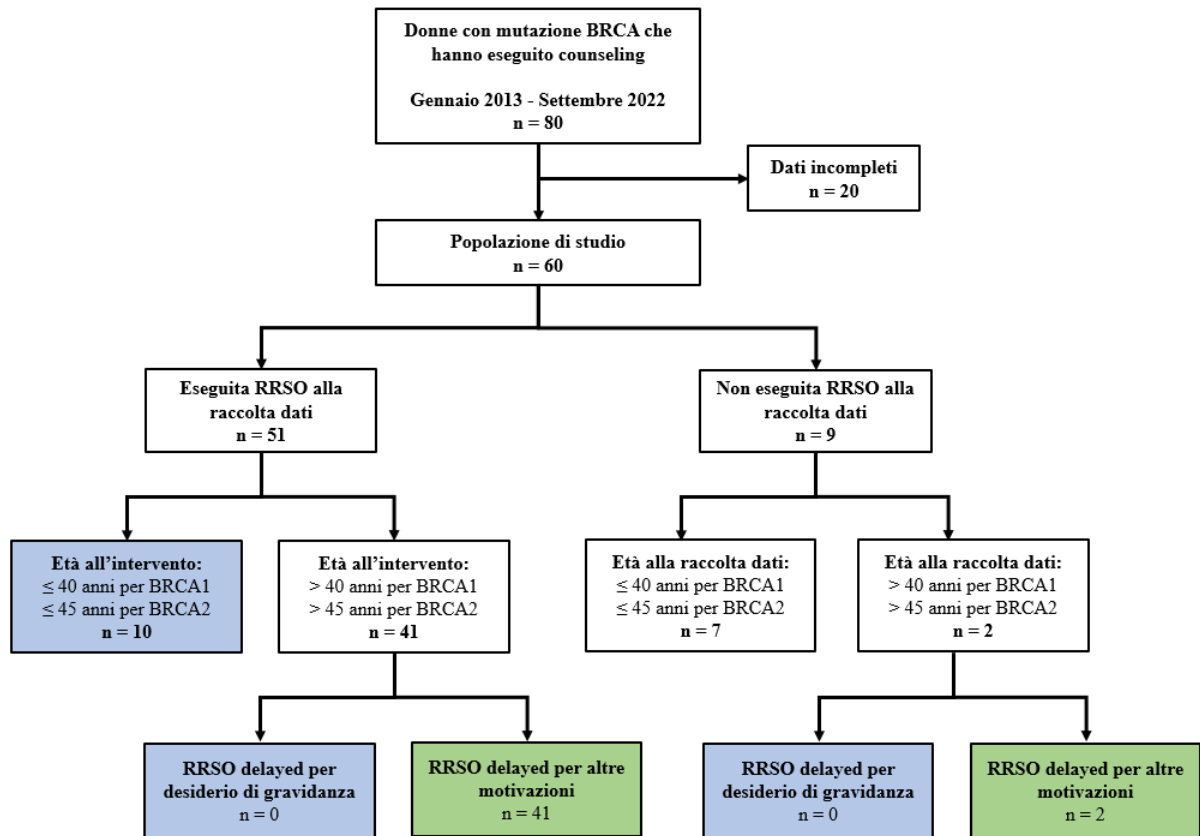 Donne con mutazione BRCA che
hanno eseguito counseling
Gennaio 2013 - Settembre 2022
n = 80
Dati incompleti
n = 20
Popolazione di studio
n = 60
Eseguita RRSO alla
raccolta dati
n = 51
Non eseguita RRSO alla
raccolta dati
n = 9
Età all'intervento:
≤ 40 anni per BRCA1
≤ 45 anni per BRCA2
n = 10
Età all'intervento:
> 40 anni per BRCA1
> 45 anni per BRCA2
n = 41
Età alla raccolta dati:
≤ 40 anni per BRCA1
≤ 45 anni per BRCA2
n = 7
Età alla raccolta dati:
> 40 anni per BRCA1
> 45 anni per BRCA2
n = 2
RRSO delayed per
desiderio di gravidanza
n = 0
RRSO delayed per altre
motivazioni
n = 41
RRSO delayed per
desiderio di gravidanza
n = 0
RRSO delayed per altre
motivazioni
n = 2